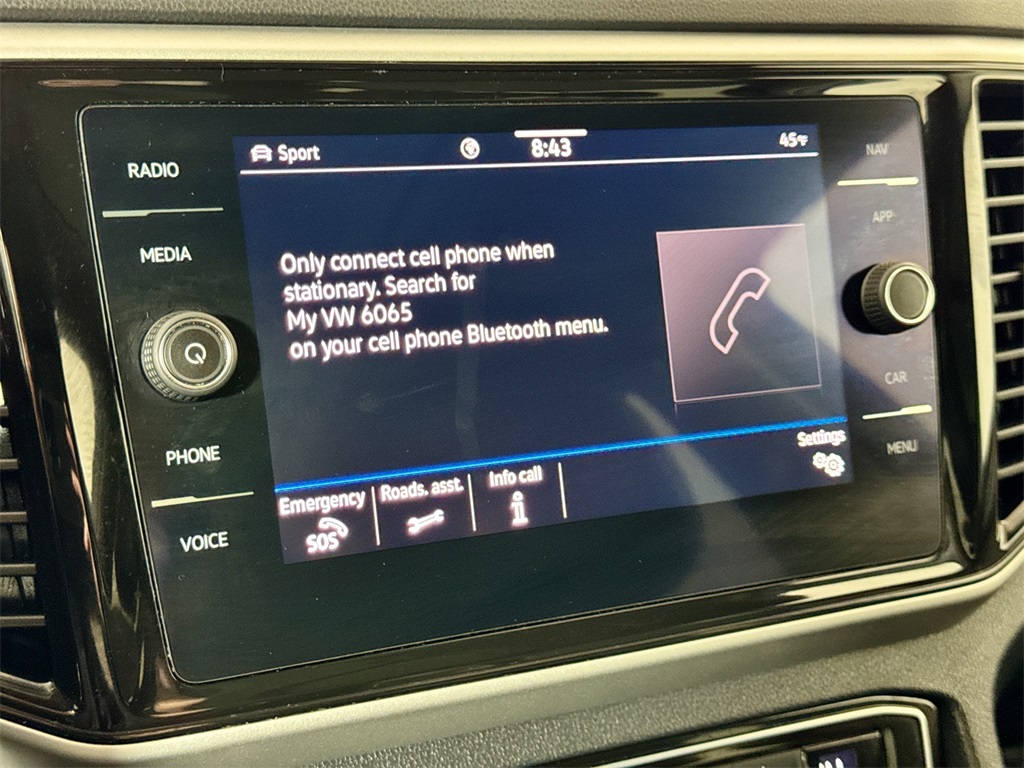 Sport
8:43
45°F
RADIO
MEDIA
PHONE
VOICE
Only connect cell phone when
stationary. Search for
My VW 6065
on your cell phone Bluetooth menu.
NAV
APP
CAR
MENU
Emergency
SOS
Roads. asst.
Info call
i
Settings